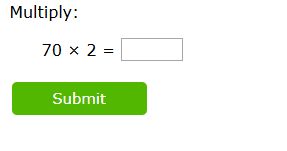 Multiply:
70 × 2 =
Submit